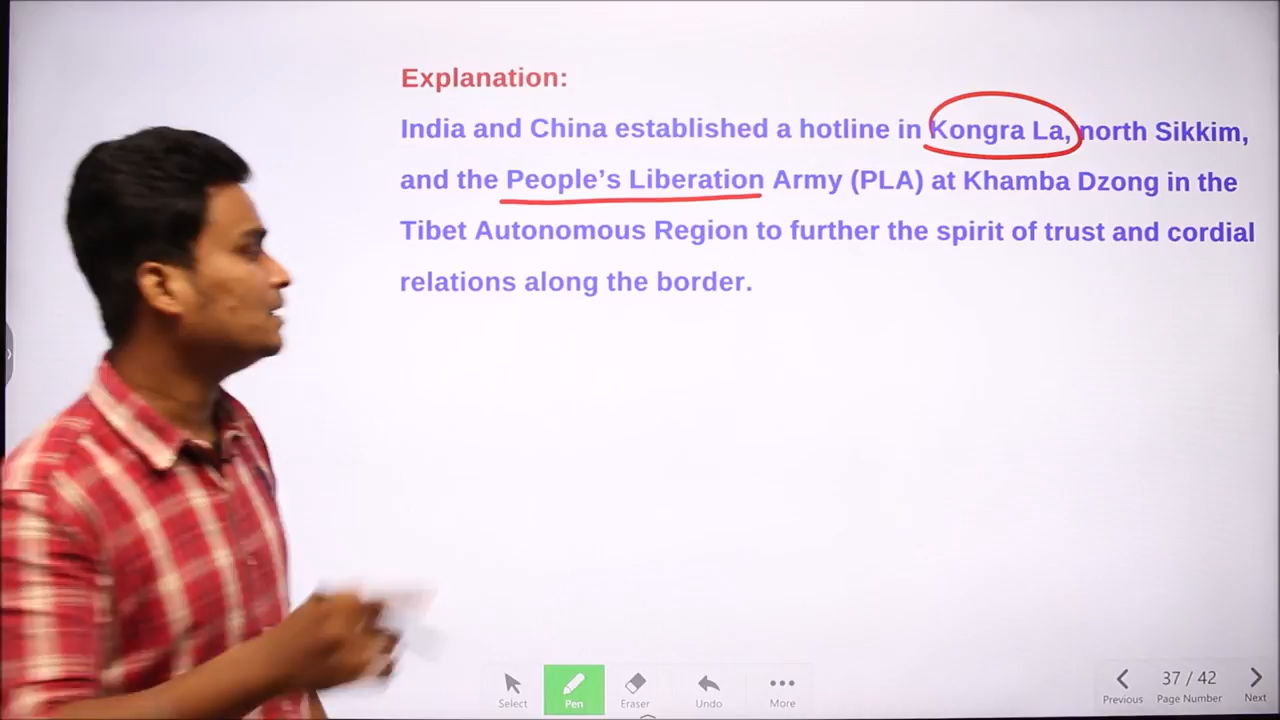 Explanation:
India and China established a hotline in Kongra La, north Sikkim,
and the People's Liberation Army (PLA) at Khamba Dzong in the
Tibet Autonomous Region to further the spirit of trust and cordial
relations along the border.
Select
Pen
Eraser
Undo
More
Previous
37 / 42
Page Number
Next